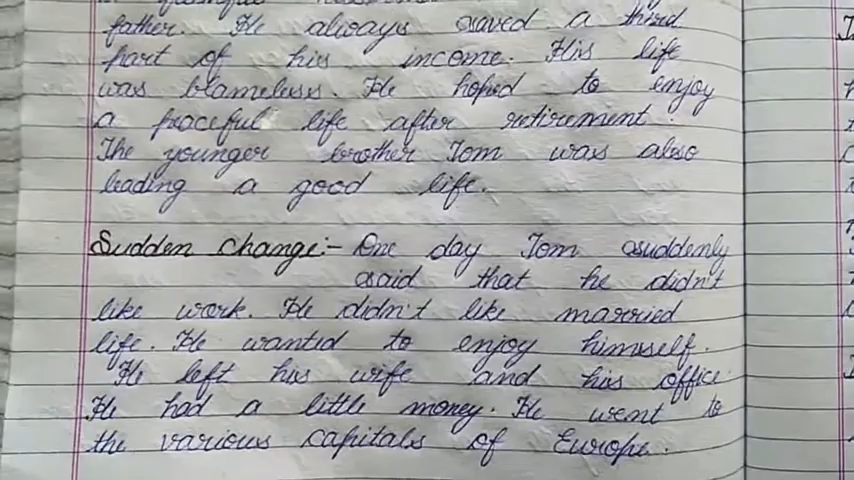 father. He always saved a third
part of his income. His life
was blameless. He hoped to enjoy
a peaceful life after retirement.
The younger brother Tom was also
leading a good life.
Sudden change:- One day Tom suddenly
said that he didn't
like work. He didn't like married
life. He wanted to enjoy himself.
He left his wife and his office.
He had a little money. He went to
the various capitals of Europe.